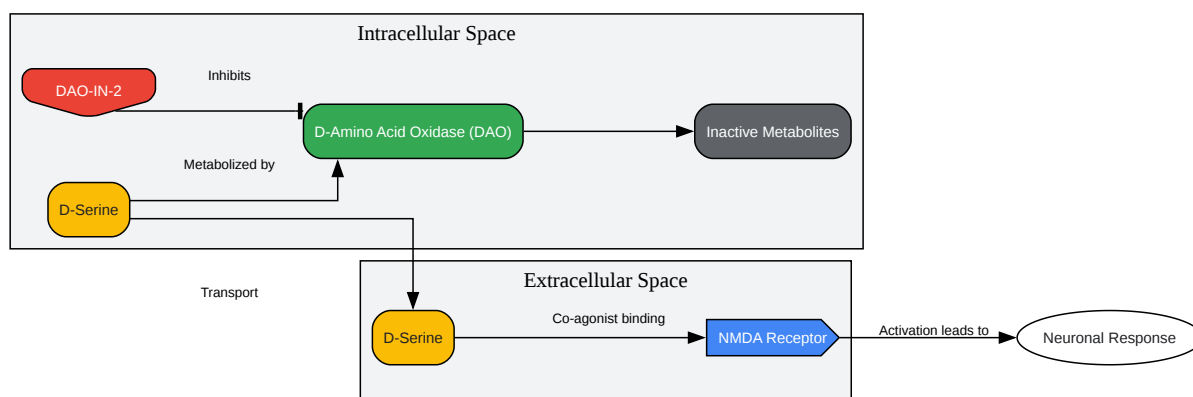 Intracellular Space
DAO-IN-2
Inhibits
D-Amino Acid Oxidase (DAO)
Inactive Metabolites
Metabolized by
D-Serine
Transport
Extracellular Space
D-Serine
Co-agonist binding
NMDA Receptor
Activation leads to
Neuronal Response